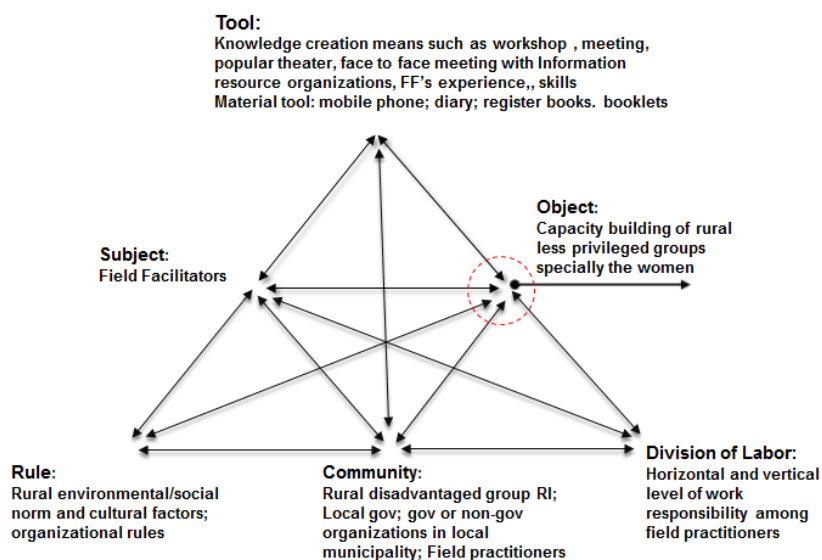 Tool:
Knowledge creation means such as workshop , meeting,
popular theater, face to face meeting with Information
resource organizations, FF's experience,, skills
Material tool: mobile phone; diary; register books. booklets
Object:
Capacity building of rural
less privileged groups
specially the women
Subject:
Field Facilitators
Rule:
Rural environmental/social
norm and cultural factors;
organizational rules
Community:
Rural disadvantaged group RI;
Local gov; gov or non-gov
organizations in local
municipality; Field practitioners
Division of Labor:
Horizontal and vertical
level of work
responsibility among
field practitioners